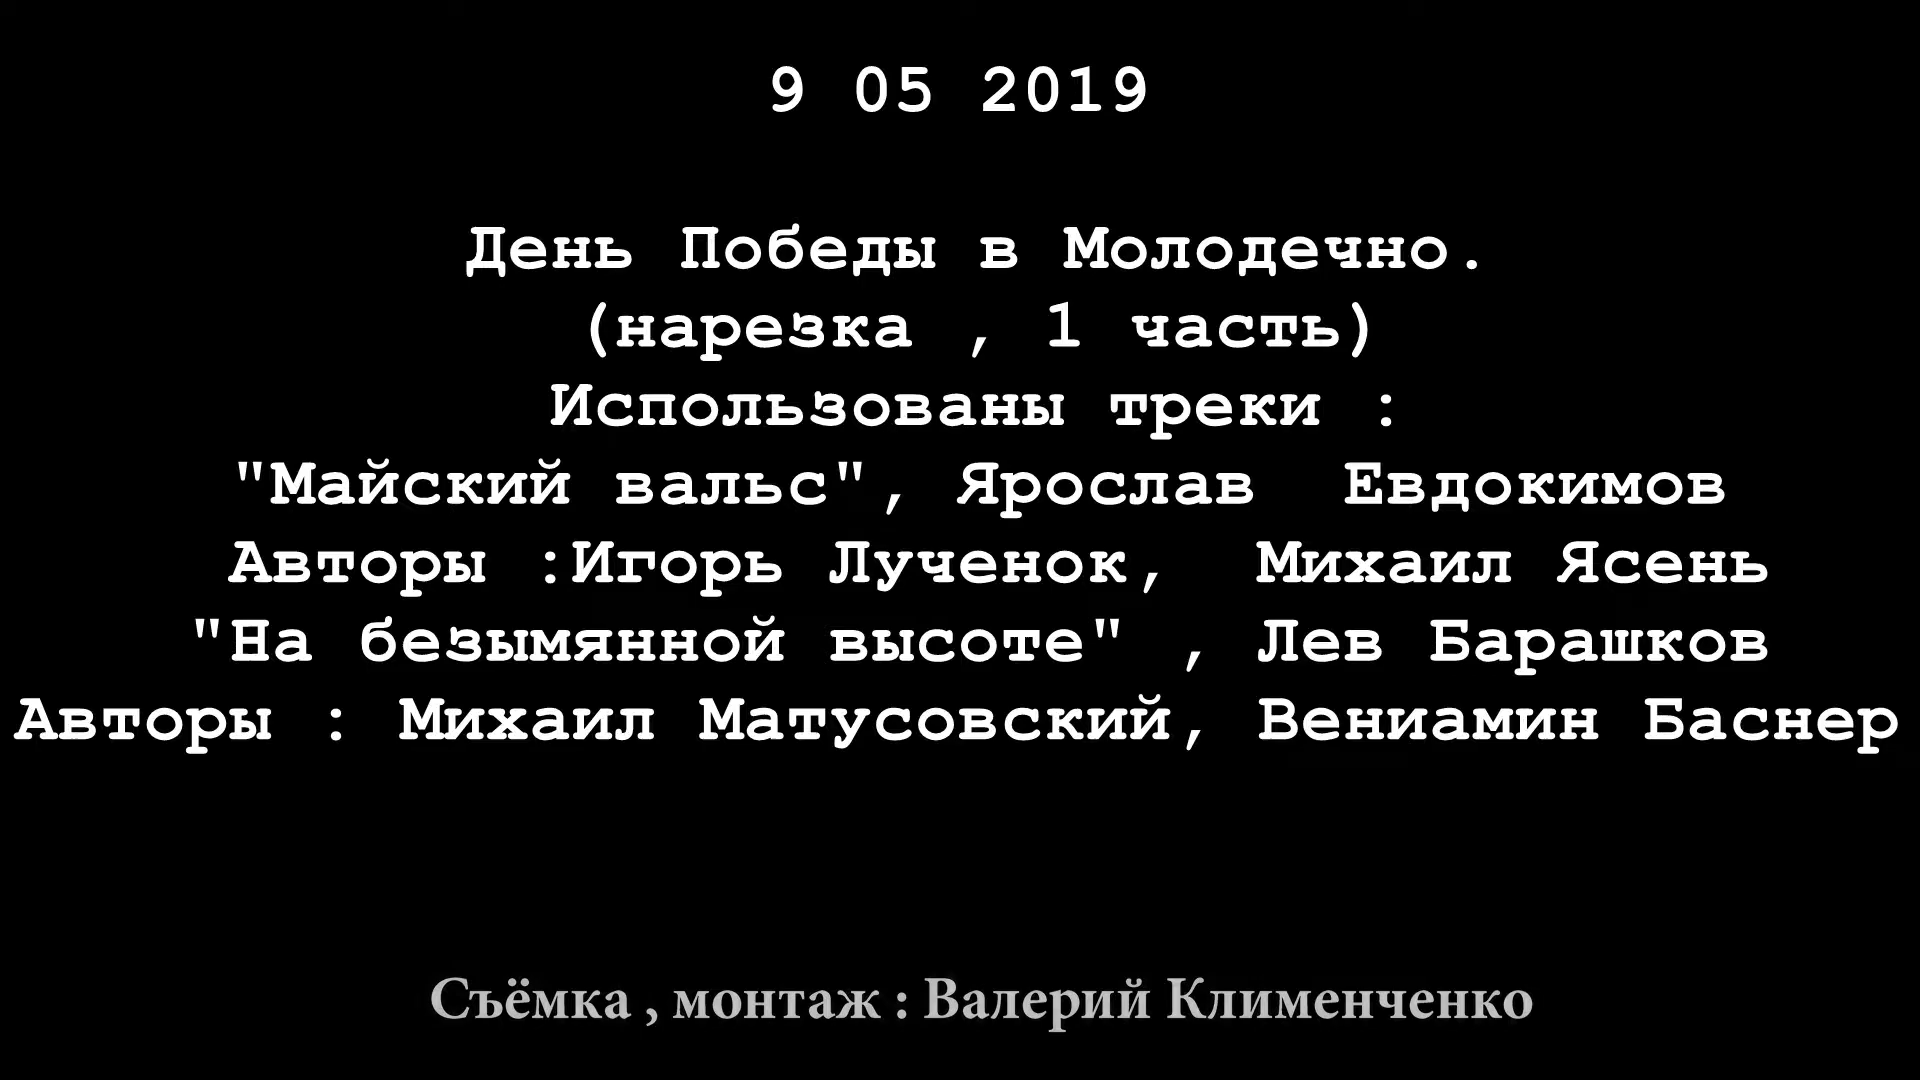 9 05 2019
День Победы в Молодечно.
(нарезка , 1 часть)
Использованы треки :
"Майский вальс", Ярослав  Евдокимов
Авторы :Игорь Лученок,  Михаил Ясень
"На безымянной высоте" , Лев Барашков
Авторы : Михаил Матусовский, Вениамин Баснер
Съёмка , монтаж : Валерий Клименченко